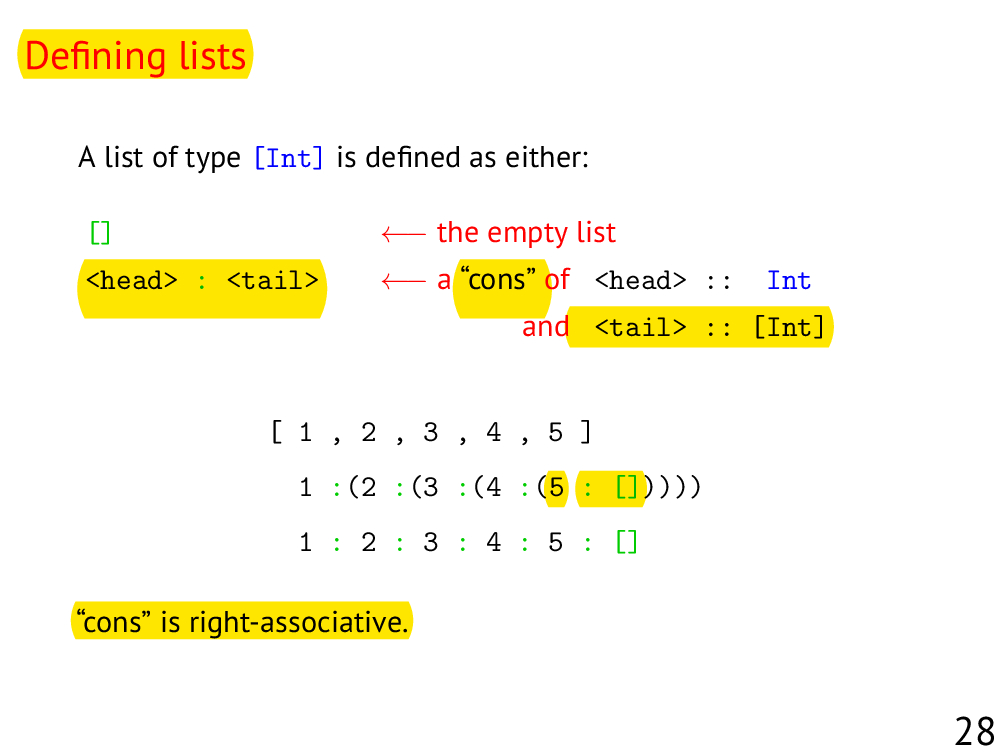 Defining lists
A list of type [Int] is defined as either:
[] ⟵ the empty list
<head> : <tail> ⟵ a “cons” of <head> :: Int
and <tail> :: [Int]
[ 1 , 2 , 3 , 4 , 5 ]
1 :(2 :(3 :(4 :(5 : []))))
1 : 2 : 3 : 4 : 5 : []
“cons” is right-associative.
28